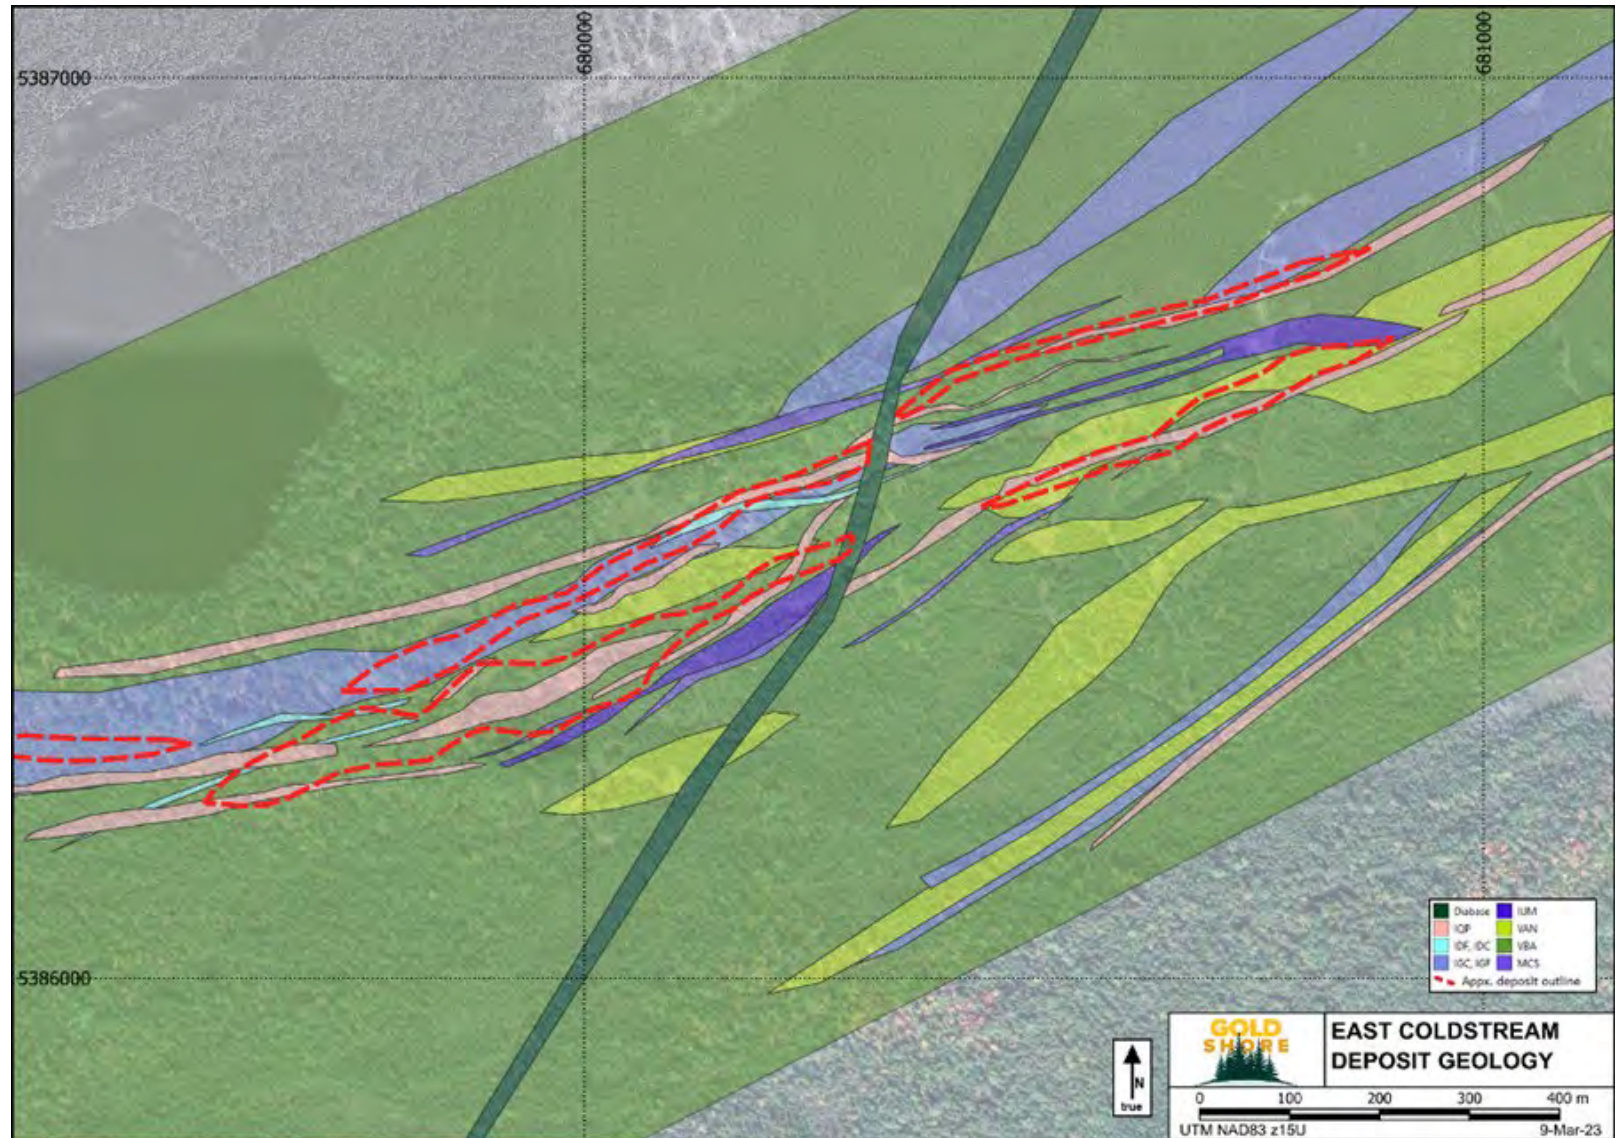 5387000
680000
681000
5386000
Diabase IUM
IQP VAN
IDF, IDC VBA
IGC, IGF MCS
Appx. deposit outline
GOLD
SHORE
EAST COLDSTREAM
DEPOSIT GEOLOGY
N
true
0 100 200 300 400 m
UTM NAD83 z15U 9-Mar-23